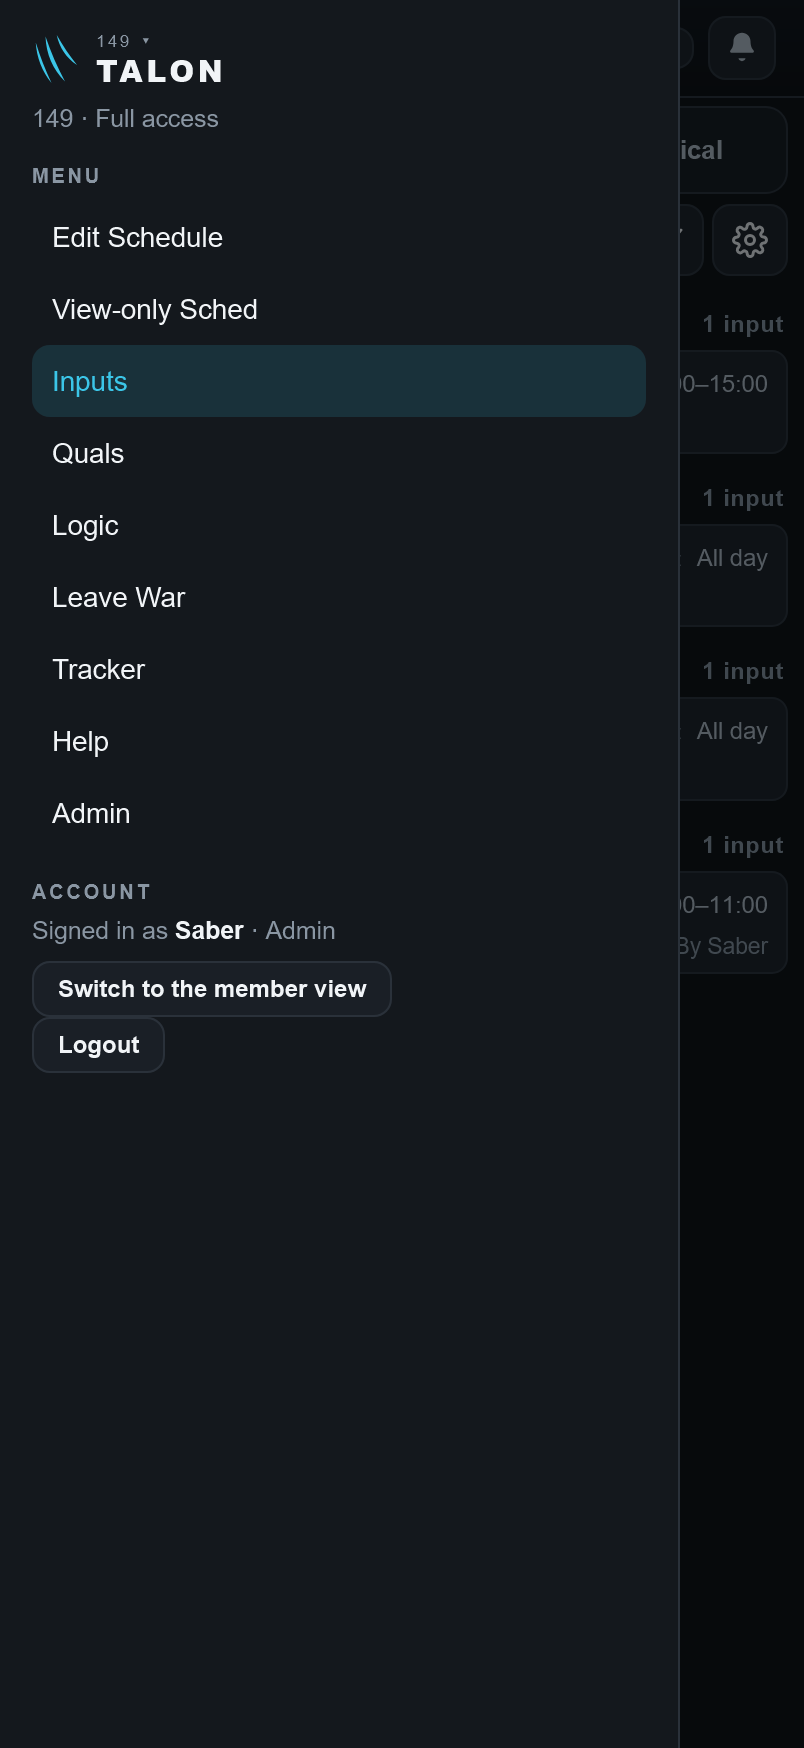 149 ▾
TALON
149 · Full access
MENU
Edit Schedule
View-only Sched
Inputs
Quals
Logic
Leave War
Tracker
Help
Admin
ACCOUNT
Signed in as Saber · Admin
Switch to the member view
Logout
ical
1 input
00–15:00
1 input
All day
1 input
All day
1 input
00–11:00
By Saber